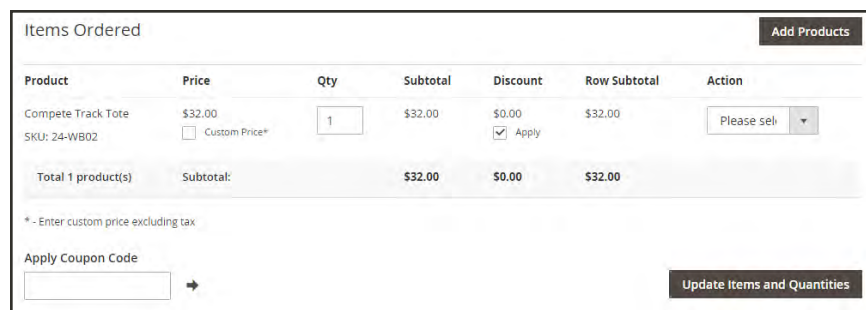 Items Ordered
Add Products
Product Price Qty Subtotal Discount Row Subtotal Action
Compete Track Tote $32.00 1 $32.00 $0.00 $32.00 Please sel
SKU: 24-WB02 Custom Price* Apply
Total 1 product(s) Subtotal: $32.00 $0.00 $32.00
* - Enter custom price excluding tax
Apply Coupon Code
Update Items and Quantities